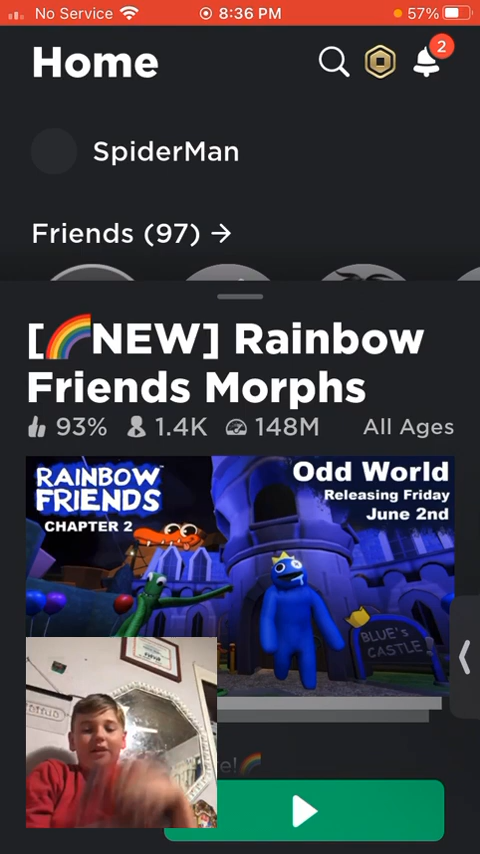 No Service 8:36 PM 57%
Home
2
SpiderMan
Friends (97) →
[🌈NEW] Rainbow
Friends Morphs
93% 1.4K 148M All Ages
RAINBOW
FRIENDS
CHAPTER 2
Odd World
Releasing Friday
June 2nd
BLUE's
CASTLE
e!🌈